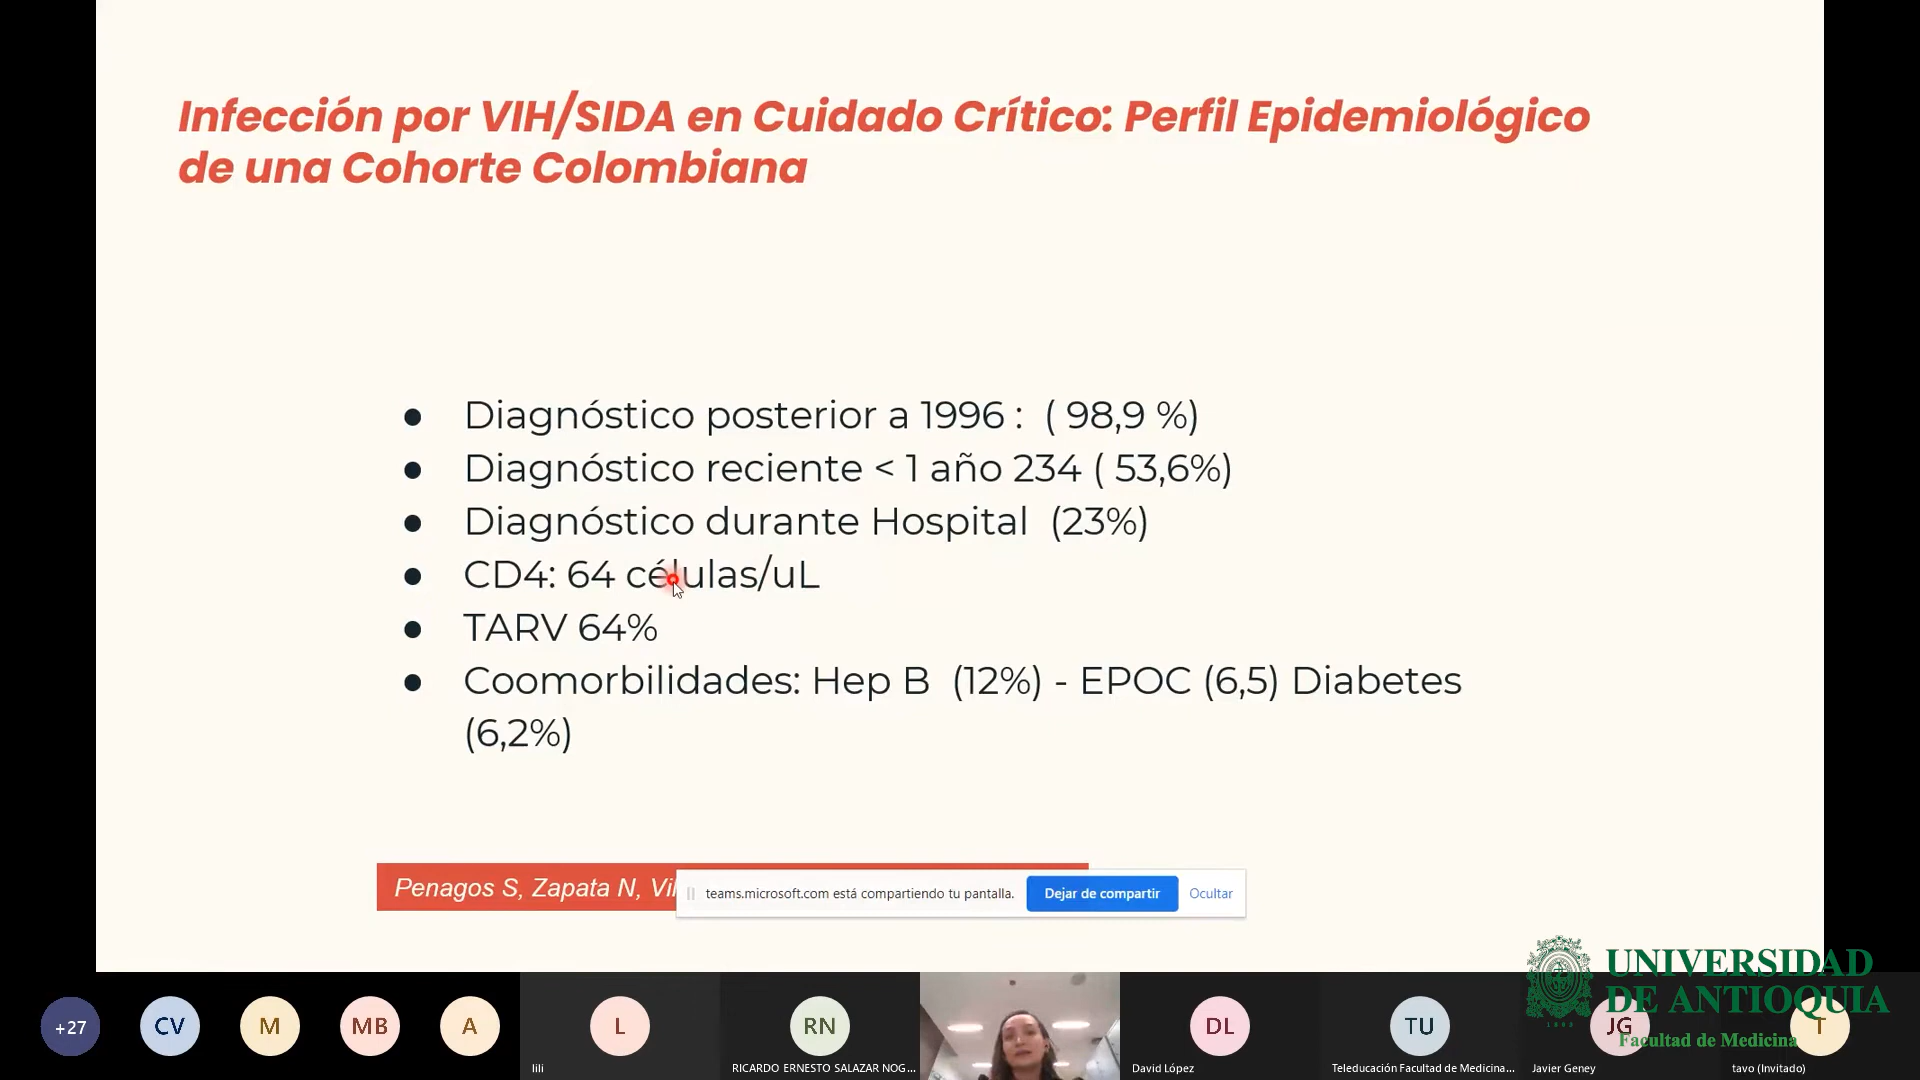 Infección por VIH/SIDA en Cuidado Crítico: Perfil Epidemiológico
de una Cohorte Colombiana
● Diagnóstico posterior a 1996 : ( 98,9 %)
● Diagnóstico reciente < 1 año 234 ( 53,6%)
● Diagnóstico durante Hospital (23%)
● CD4: 64 células/uL
● TARV 64%
● Coomorbilidades: Hep B (12%) - EPOC (6,5) Diabetes
(6,2%)
Penagos S, Zapata N,
teams.microsoft.com está compartiendo tu pantalla. Dejar de compartir Ocultar
UNIVERSIDAD
DE ANTIOQUIA
1803
Facultad de Medicina
+27 CV M MB A L RN DL TU JG T
lili RICARDO ERNESTO SALAZAR NOG... David López Teleducación Facultad de Medicina... Javier Geney tavo (Invitado)